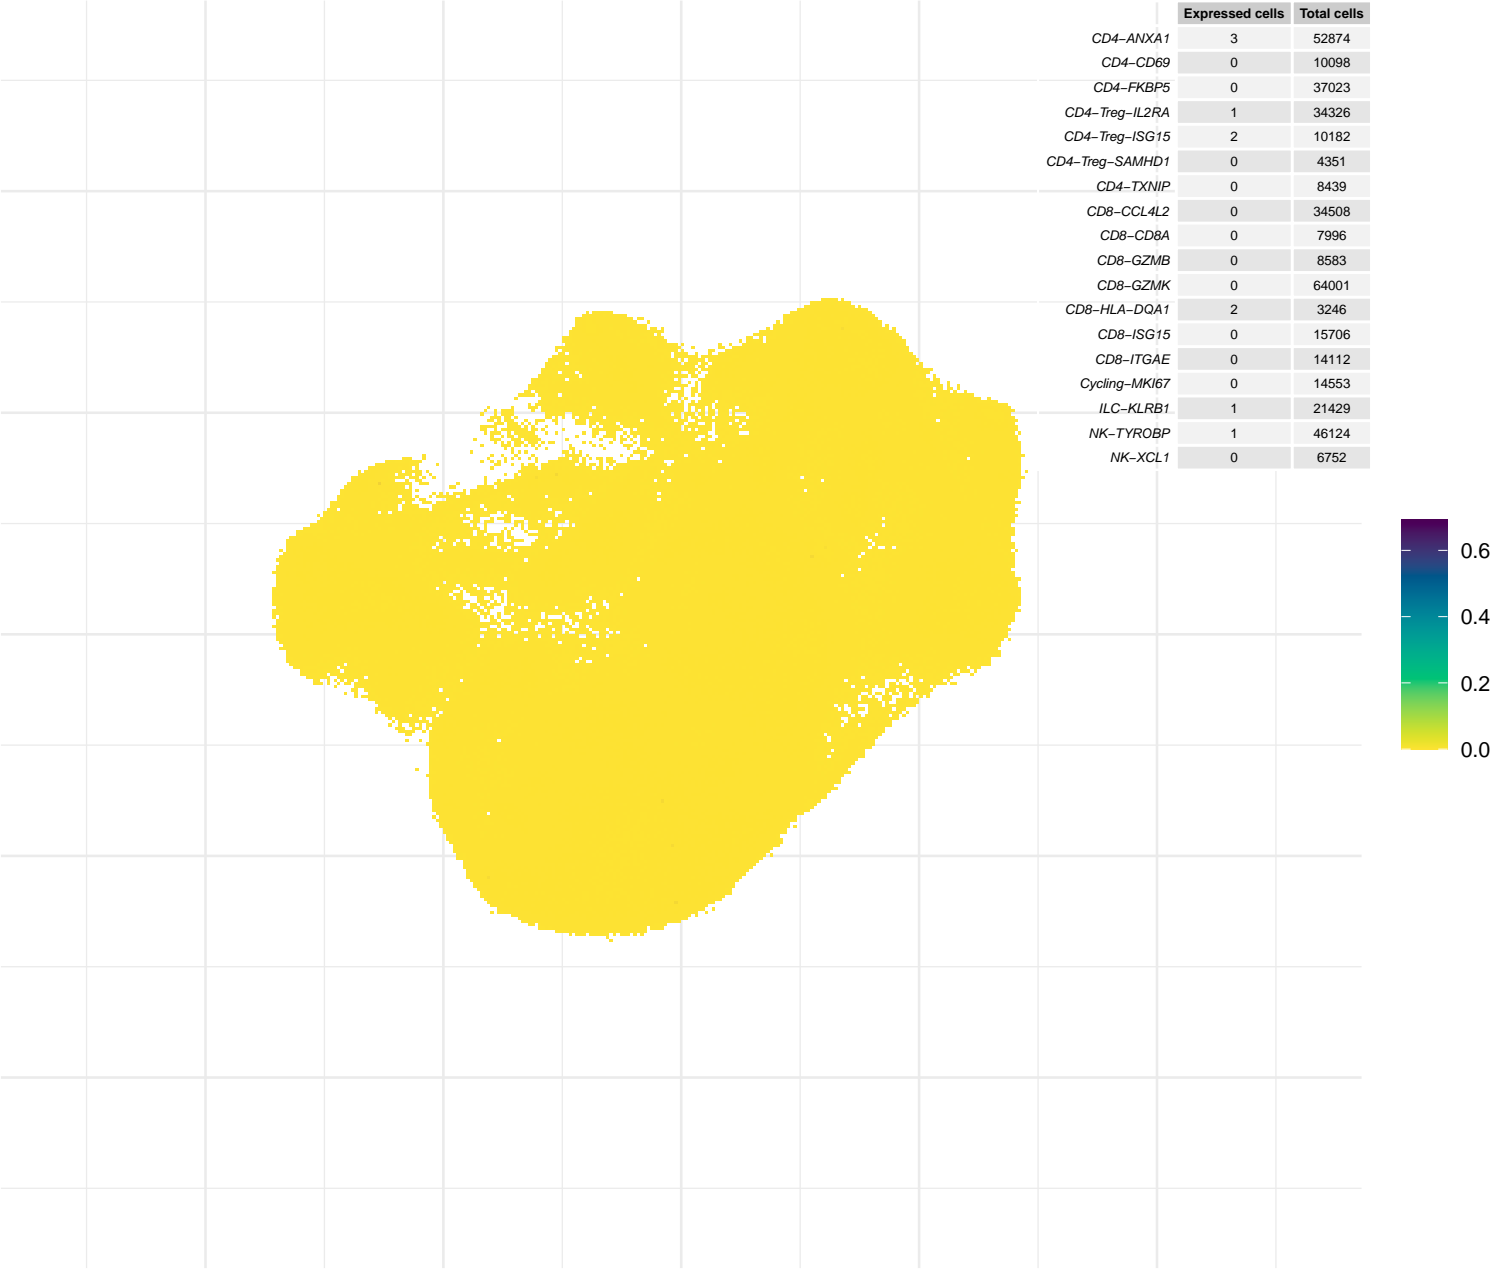 Expressed cells Total cells
CD4−ANXA1 3 52874
CD4−CD69 0 10098
CD4−FKBP5 0 37023
CD4−Treg−IL2RA 1 34326
CD4−Treg−ISG15 2 10182
CD4−Treg−SAMHD1 0 4351
CD4−TXNIP 0 8439
CD8−CCL4L2 0 34508
CD8−CD8A 0 7996
CD8−GZMB 0 8583
CD8−GZMK 0 64001
CD8−HLA−DQA1 2 3246
CD8−ISG15 0 15706
CD8−ITGAE 0 14112
Cycling−MKI67 0 14553
ILC−KLRB1 1 21429
NK−TYROBP 1 46124
NK−XCL1 0 6752
0.6
0.4
0.2
0.0